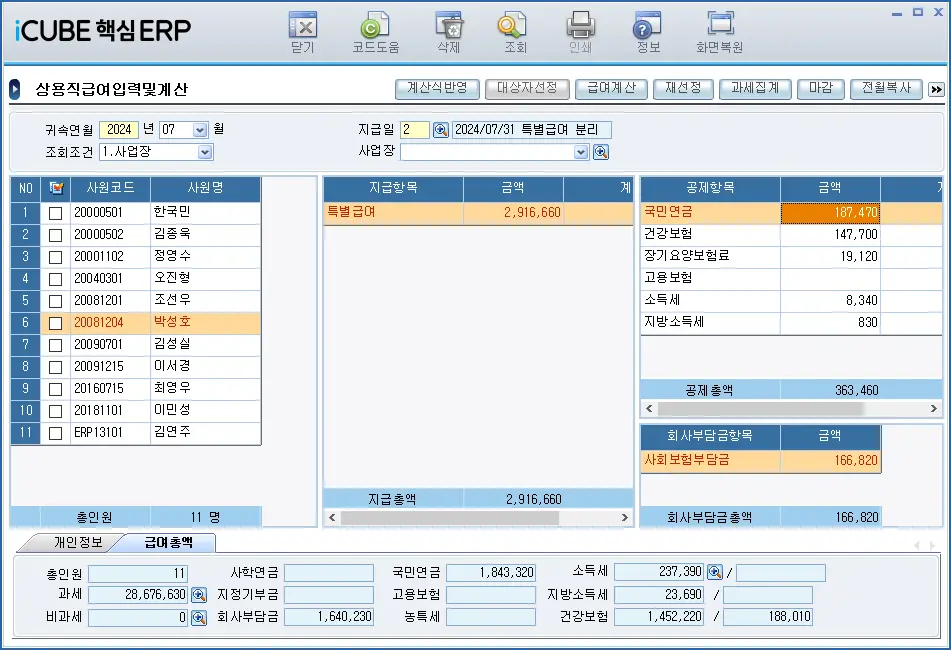 iCUBE 핵심ERP
닫기 코드도움 삭제 조회 인쇄 정보 화면복원
상용직급여입력및계산
계산식반영 대상자선정 급여계산 재선정 과세집계 마감 전월복사
귀속연월 2024 년 07 월 지급일 2 2024/07/31 특별급여 분리
조회조건 1.사업장 사업장
NO 사원코드 사원명
1 20000501 한국민
2 20000502 김종욱
3 20001102 정영수
4 20040301 오진형
5 20081201 조선우
6 20081204 박성호
7 20090701 김성실
8 20091215 이서경
9 20160715 최영우
10 20181101 이민성
11 ERP13101 김연주
총인원 11 명
지급항목 금액 계
특별급여 2,916,660
지급총액 2,916,660
공제항목 금액
국민연금 187,470
건강보험 147,700
장기요양보험료 19,120
고용보험
소득세 8,340
지방소득세 830
공제총액 363,460
회사부담금항목 금액
사회보험부담금 166,820
회사부담금총액 166,820
개인정보 급여총액
총인원 11 사학연금 국민연금 1,843,320 소득세 237,390 /
과세 28,676,630 지정기부금 고용보험 지방소득세 23,690 /
비과세 0 회사부담금 1,640,230 농특세 건강보험 1,452,220 / 188,010